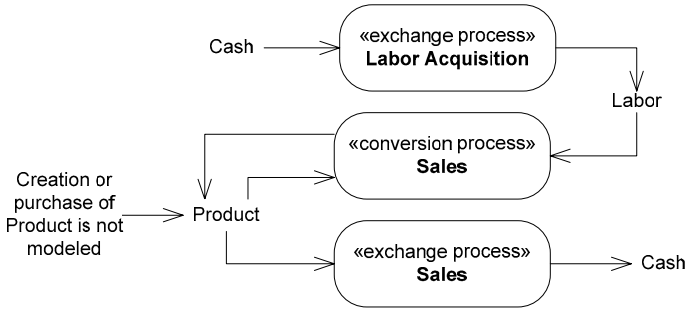 «exchange process»
Cash
Labor Acquisition
Labor
«conversion process»
Sales
Creation or
purchase of
Product is not
modeled
Product
«exchange process»
Sales
Cash